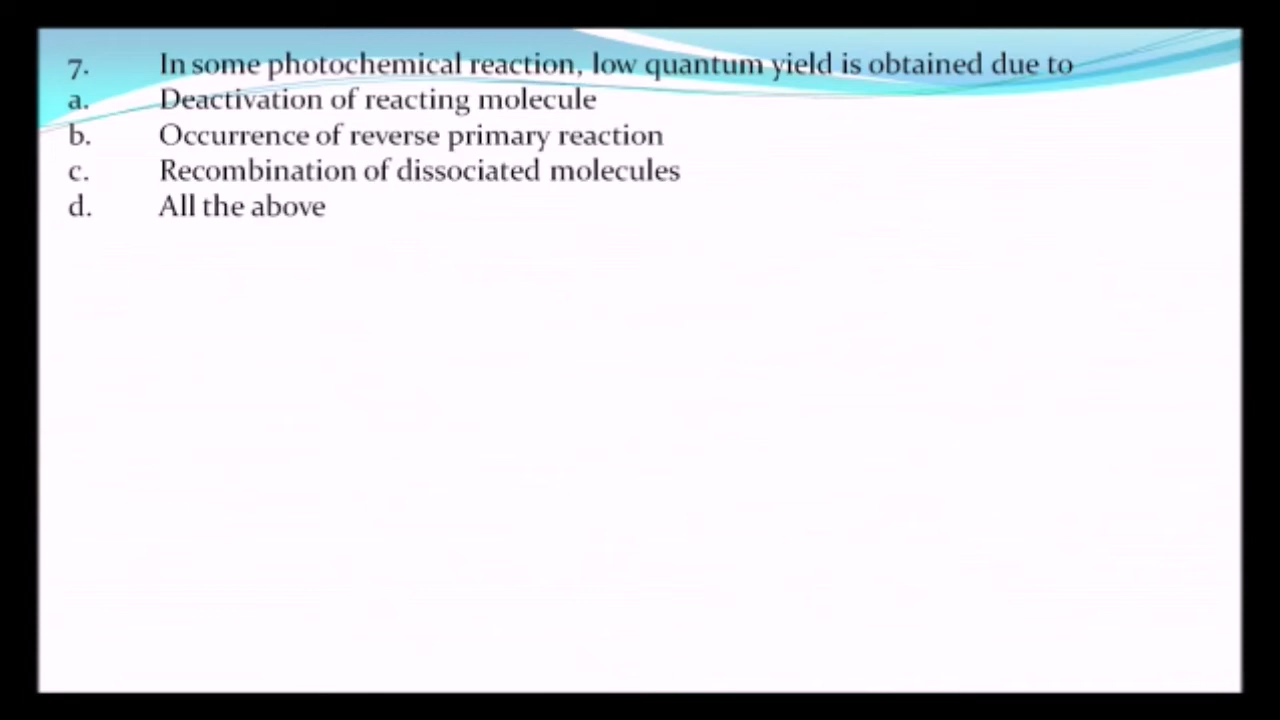 7. In some photochemical reaction, low quantum yield is obtained due to
a. Deactivation of reacting molecule
b. Occurrence of reverse primary reaction
c. Recombination of dissociated molecules
d. All the above